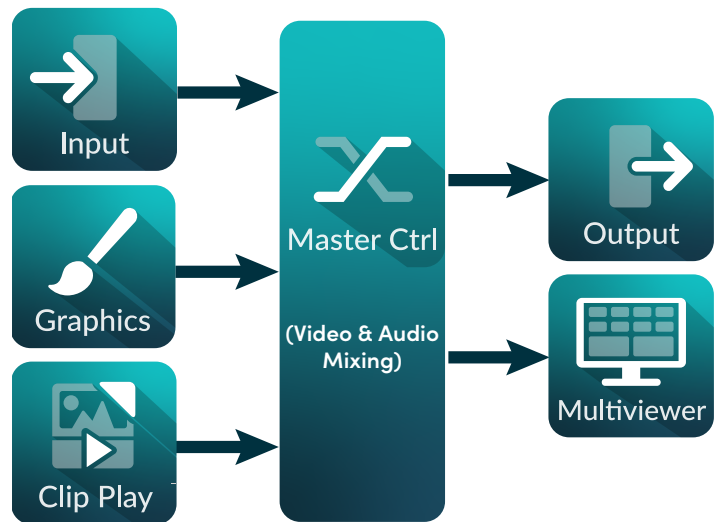 Input
Graphics
Clip Play
Master Ctrl
(Video & Audio
Mixing)
Output
Multiviewer